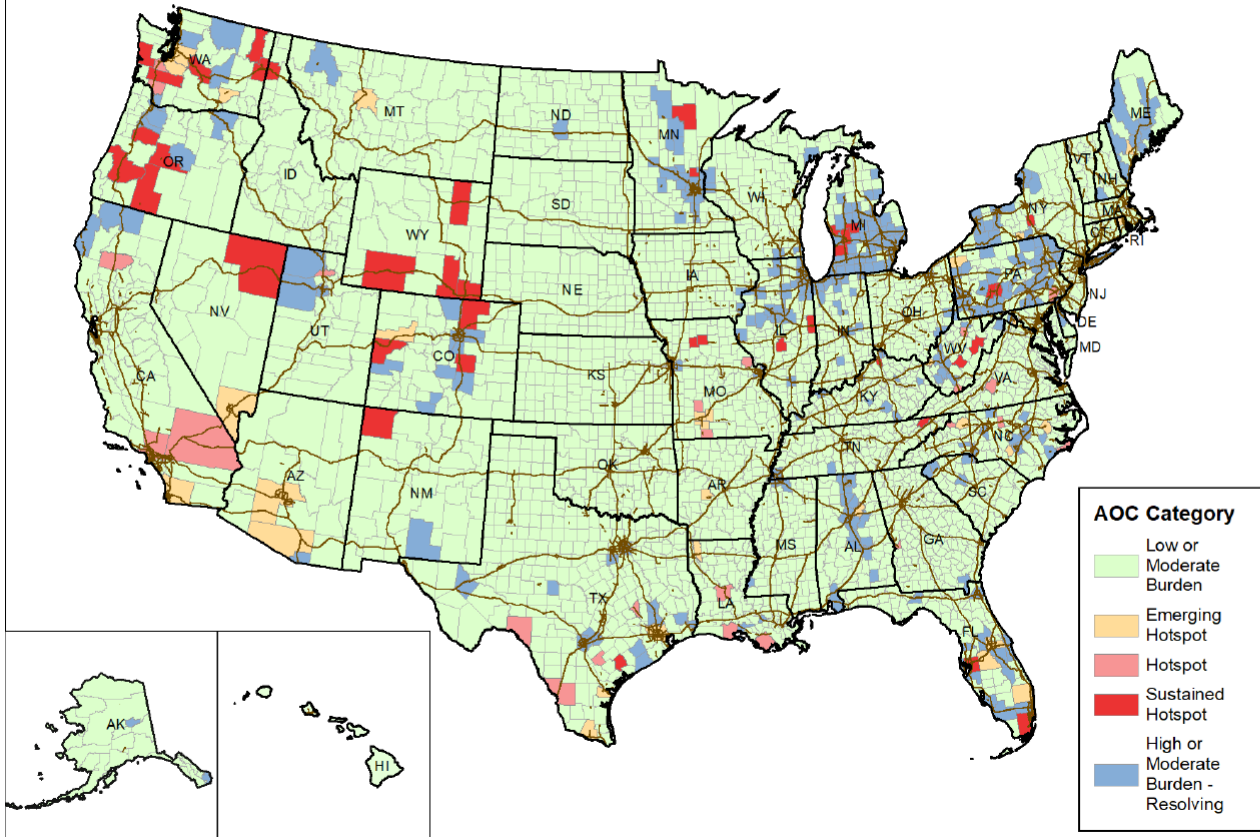 WA
MT
ND
MN
ME
OR
ID
SD
WI
MI
VT
NH
NY
MA
CT
RI
WY
IA
NE
PA
NJ
NV
UT
CO
IL
IN
OH
DE
MD
WV
VA
CA
KS
MO
KY
AZ
NM
OK
AR
TN
NC
SC
MS
AL
GA
TX
LA
FL
AK
HI
AOC Category
Low or
Moderate
Burden
Emerging
Hotspot
Hotspot
Sustained
Hotspot
High or
Moderate
Burden -
Resolving